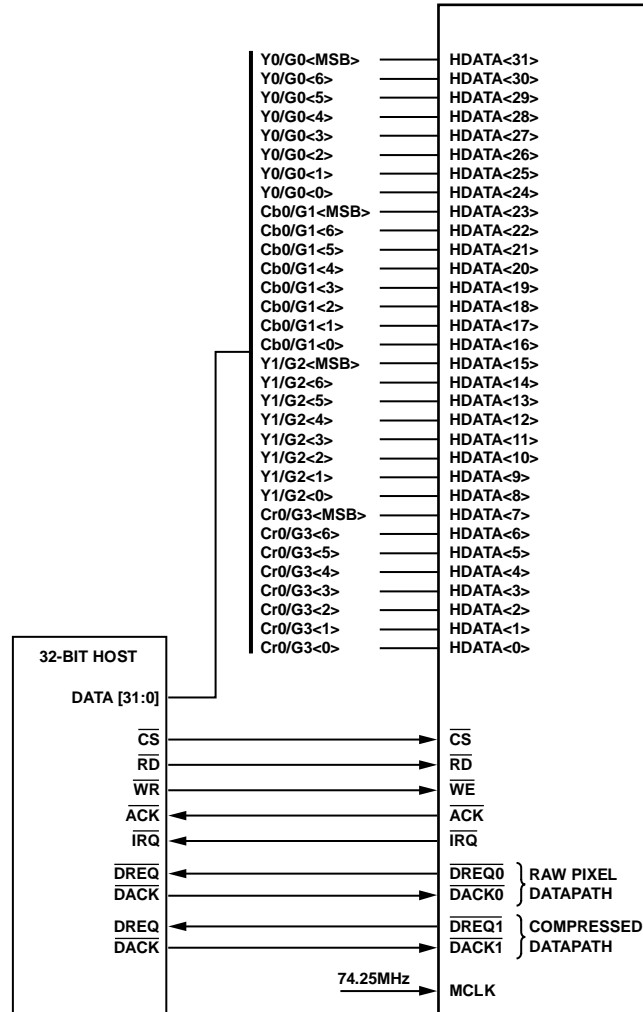 Y0/G0<MSB> HDATA<31>
Y0/G0<6> HDATA<30>
Y0/G0<5> HDATA<29>
Y0/G0<4> HDATA<28>
Y0/G0<3> HDATA<27>
Y0/G0<2> HDATA<26>
Y0/G0<1> HDATA<25>
Y0/G0<0> HDATA<24>
Cb0/G1<MSB> HDATA<23>
Cb0/G1<6> HDATA<22>
Cb0/G1<5> HDATA<21>
Cb0/G1<4> HDATA<20>
Cb0/G1<3> HDATA<19>
Cb0/G1<2> HDATA<18>
Cb0/G1<1> HDATA<17>
Cb0/G1<0> HDATA<16>
Y1/G2<MSB> HDATA<15>
Y1/G2<6> HDATA<14>
Y1/G2<5> HDATA<13>
Y1/G2<4> HDATA<12>
Y1/G2<3> HDATA<11>
Y1/G2<2> HDATA<10>
Y1/G2<1> HDATA<9>
Y1/G2<0> HDATA<8>
Cr0/G3<MSB> HDATA<7>
Cr0/G3<6> HDATA<6>
Cr0/G3<5> HDATA<5>
Cr0/G3<4> HDATA<4>
Cr0/G3<3> HDATA<3>
Cr0/G3<2> HDATA<2>
Cr0/G3<1> HDATA<1>
Cr0/G3<0> HDATA<0>
32-BIT HOST
DATA [31:0]
CS CS
RD RD
WR WE
ACK ACK
IRQ IRQ
DREQ DREQ0 RAW PIXEL
DACK DACK0 DATAPATH
DREQ DREQ1 COMPRESSED
DACK DACK1 DATAPATH
74.25MHz MCLK